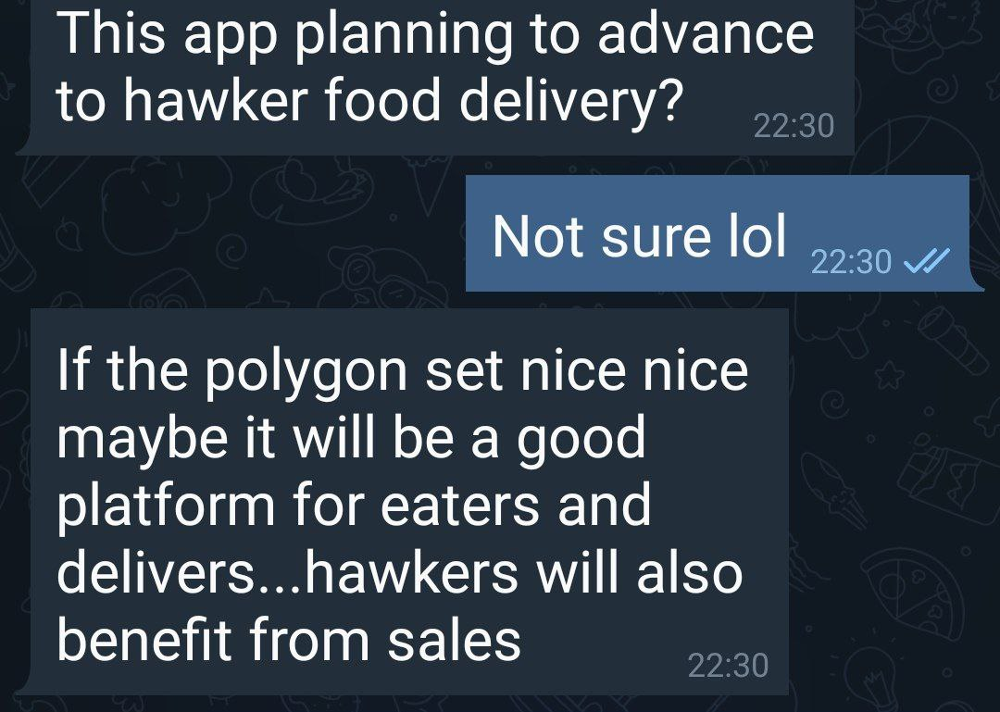 This app planning to advance
to hawker food delivery?
22:30
Not sure lol
22:30
If the polygon set nice nice
maybe it will be a good
platform for eaters and
delivers...hawkers will also
benefit from sales
22:30